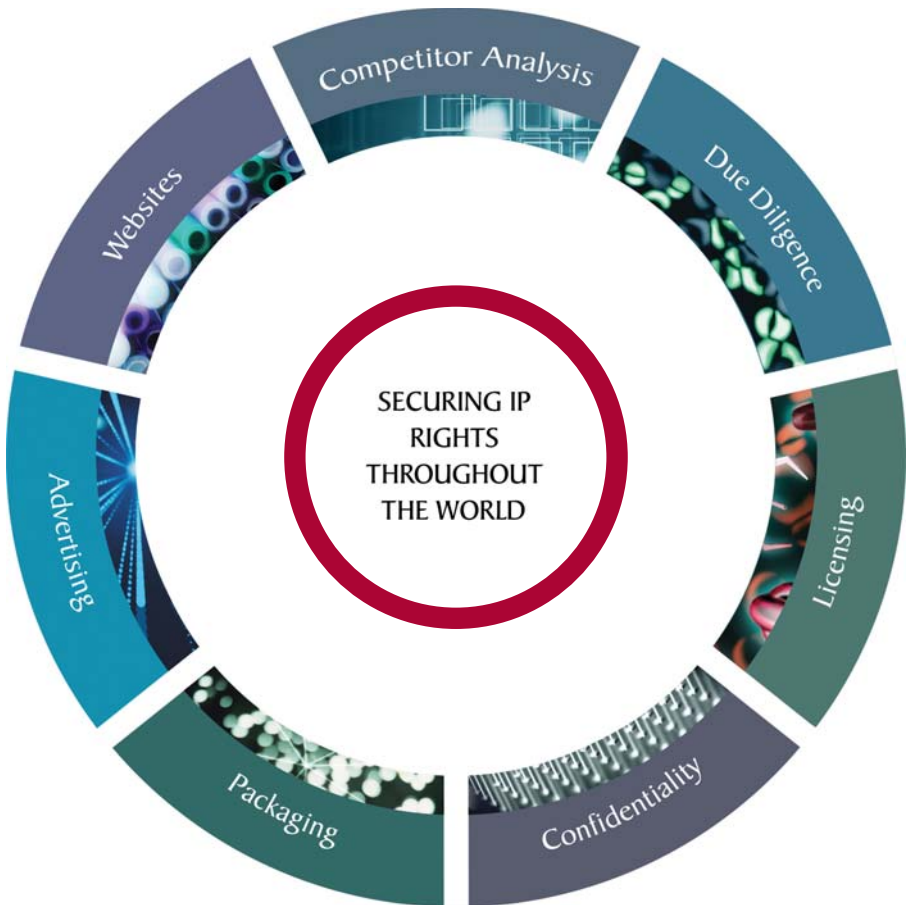 Competitor Analysis
Due Diligence
Licensing
Confidentiality
Packaging
Advertising
Websites
SECURING IP
RIGHTS
THROUGHOUT
THE WORLD